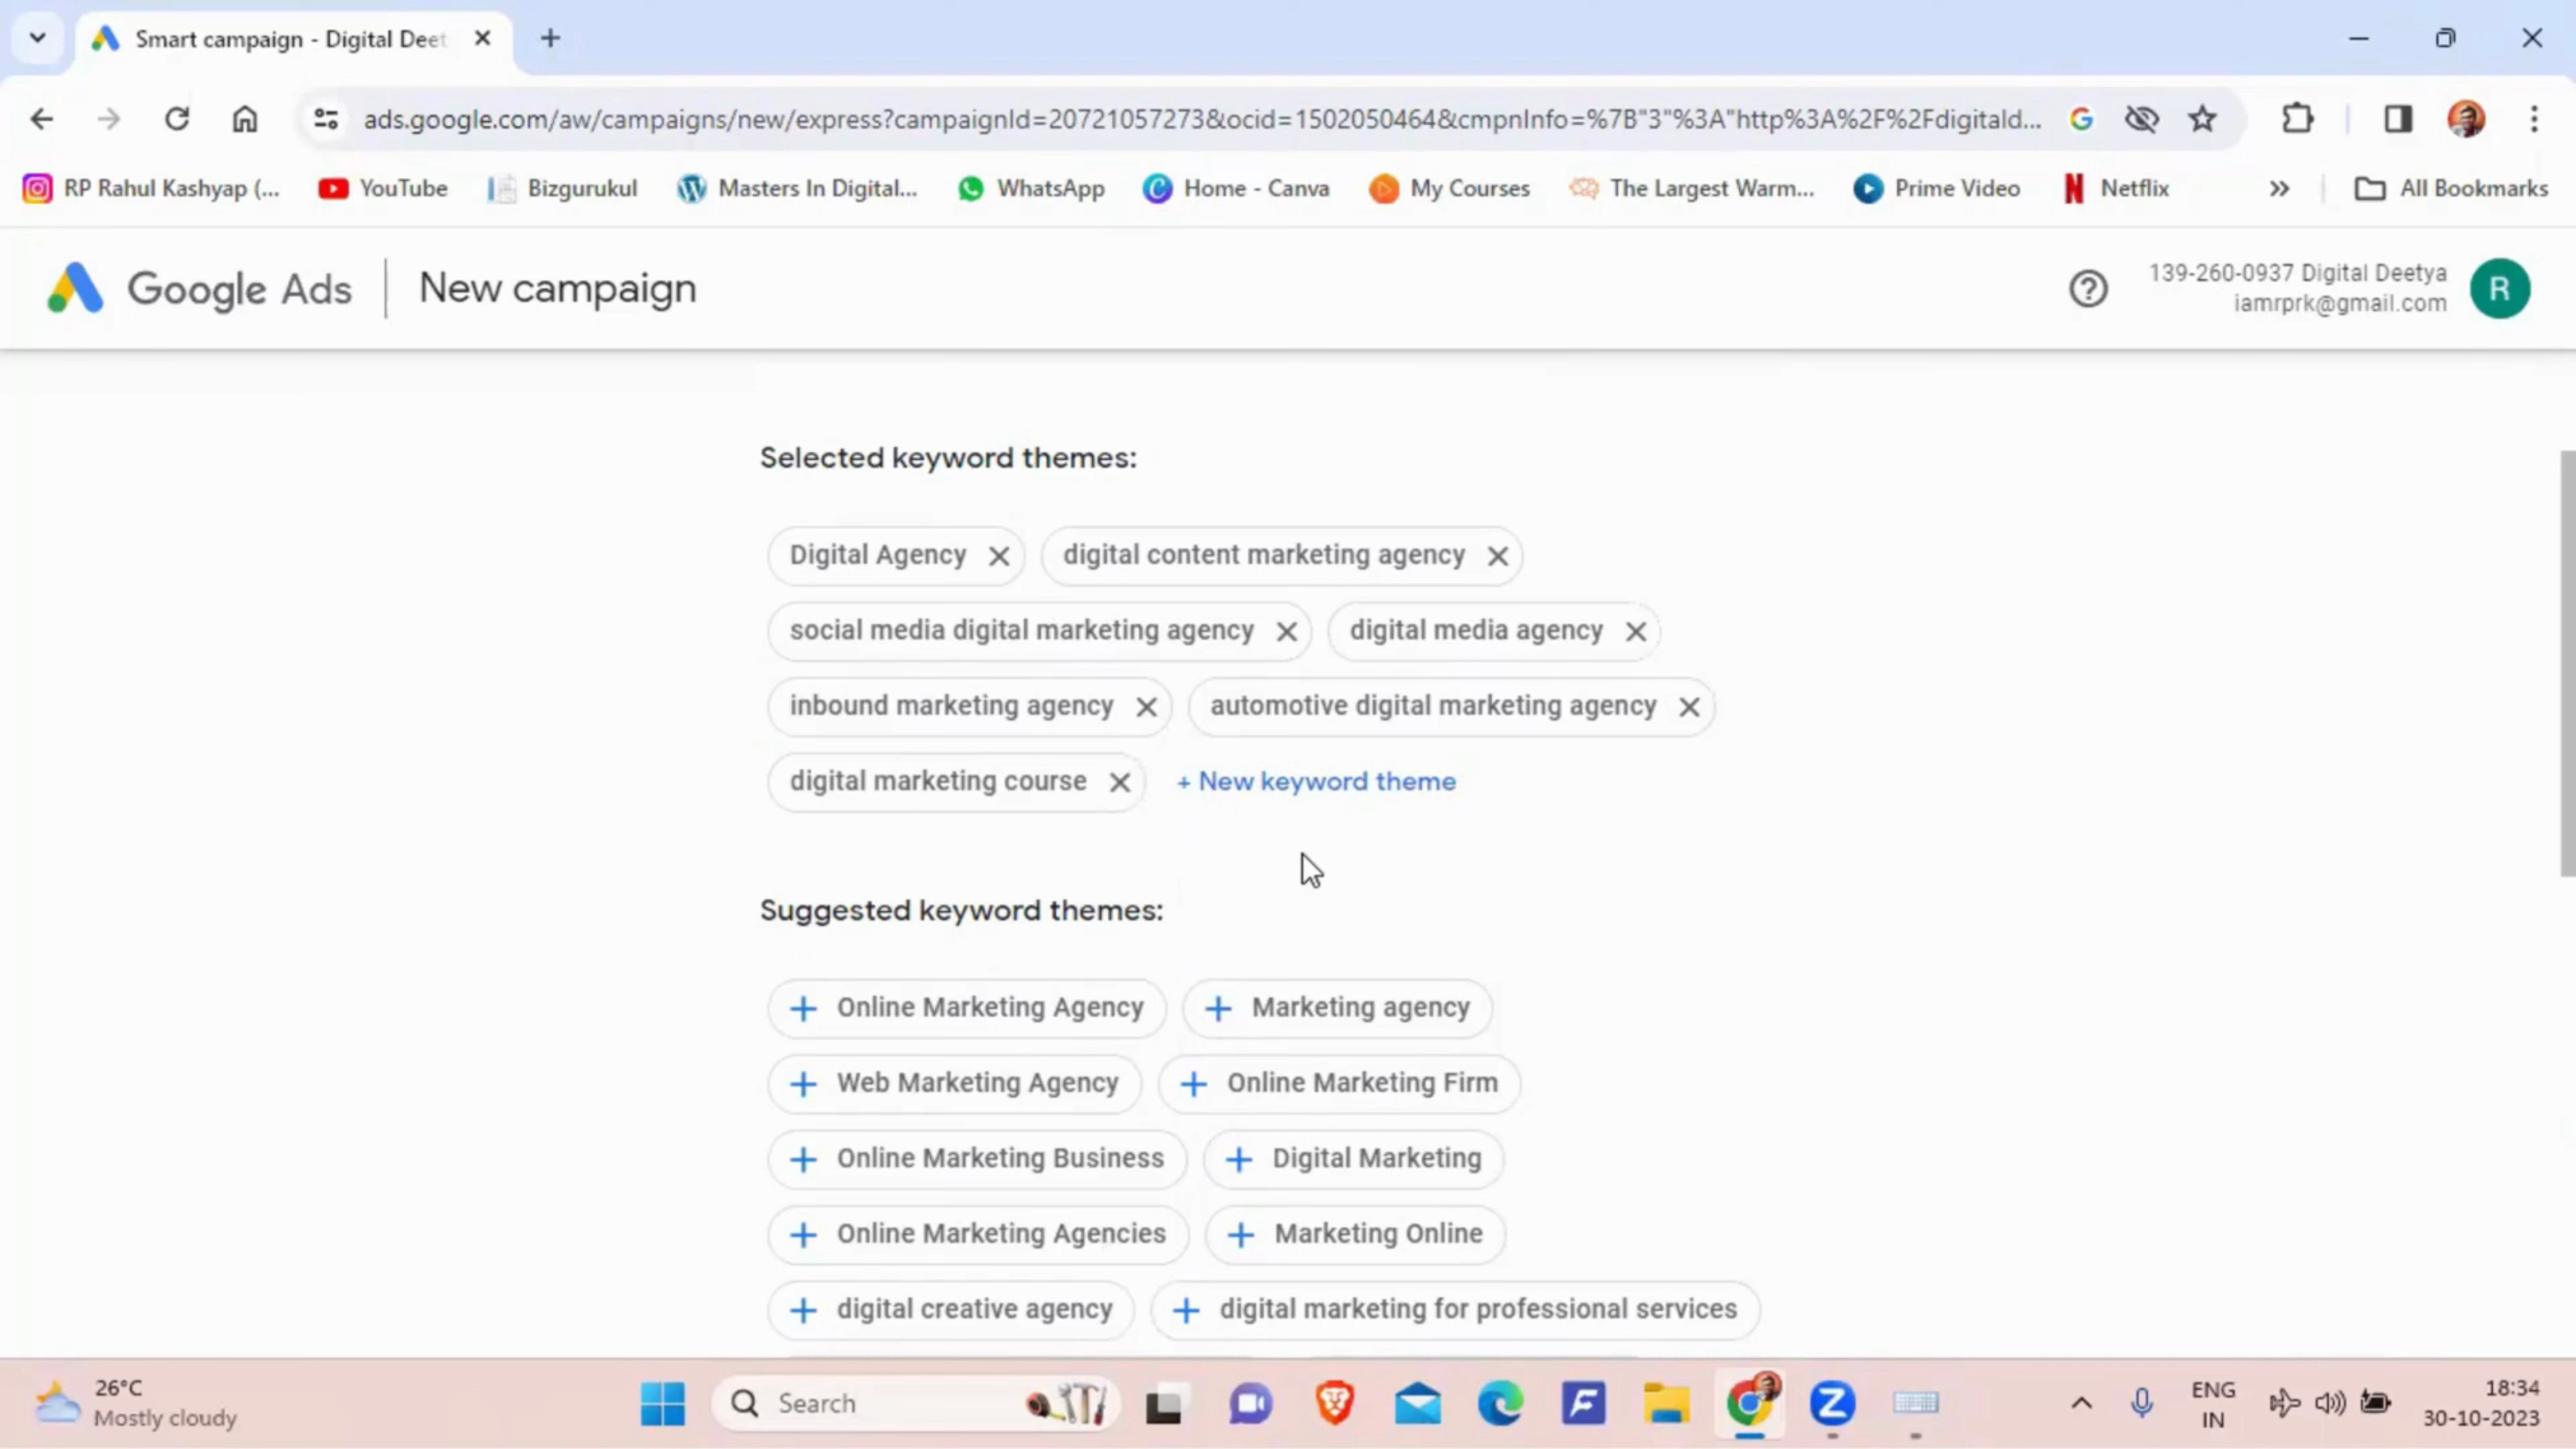 Smart campaign - Digital Deet
ads.google.com/aw/campaigns/new/express?campaignId=20721057273&ocid=1502050464&cmpnInfo=%7B"3"%3A"http%3A%2F%2Fdigitald...
RP Rahul Kashyap (... YouTube Bizgurukul Masters In Digital... WhatsApp Home - Canva My Courses The Largest Warm... Prime Video Netflix » All Bookmarks
Google Ads New campaign
139-260-0937 Digital Deetya
iamrprk@gmail.com
R
Selected keyword themes:
Digital Agency digital content marketing agency
social media digital marketing agency digital media agency
inbound marketing agency automotive digital marketing agency
digital marketing course + New keyword theme
Suggested keyword themes:
+ Online Marketing Agency + Marketing agency
+ Web Marketing Agency + Online Marketing Firm
+ Online Marketing Business + Digital Marketing
+ Online Marketing Agencies + Marketing Online
+ digital creative agency + digital marketing for professional services
26°C
Mostly cloudy
Search
ENG
IN
18:34
30-10-2023